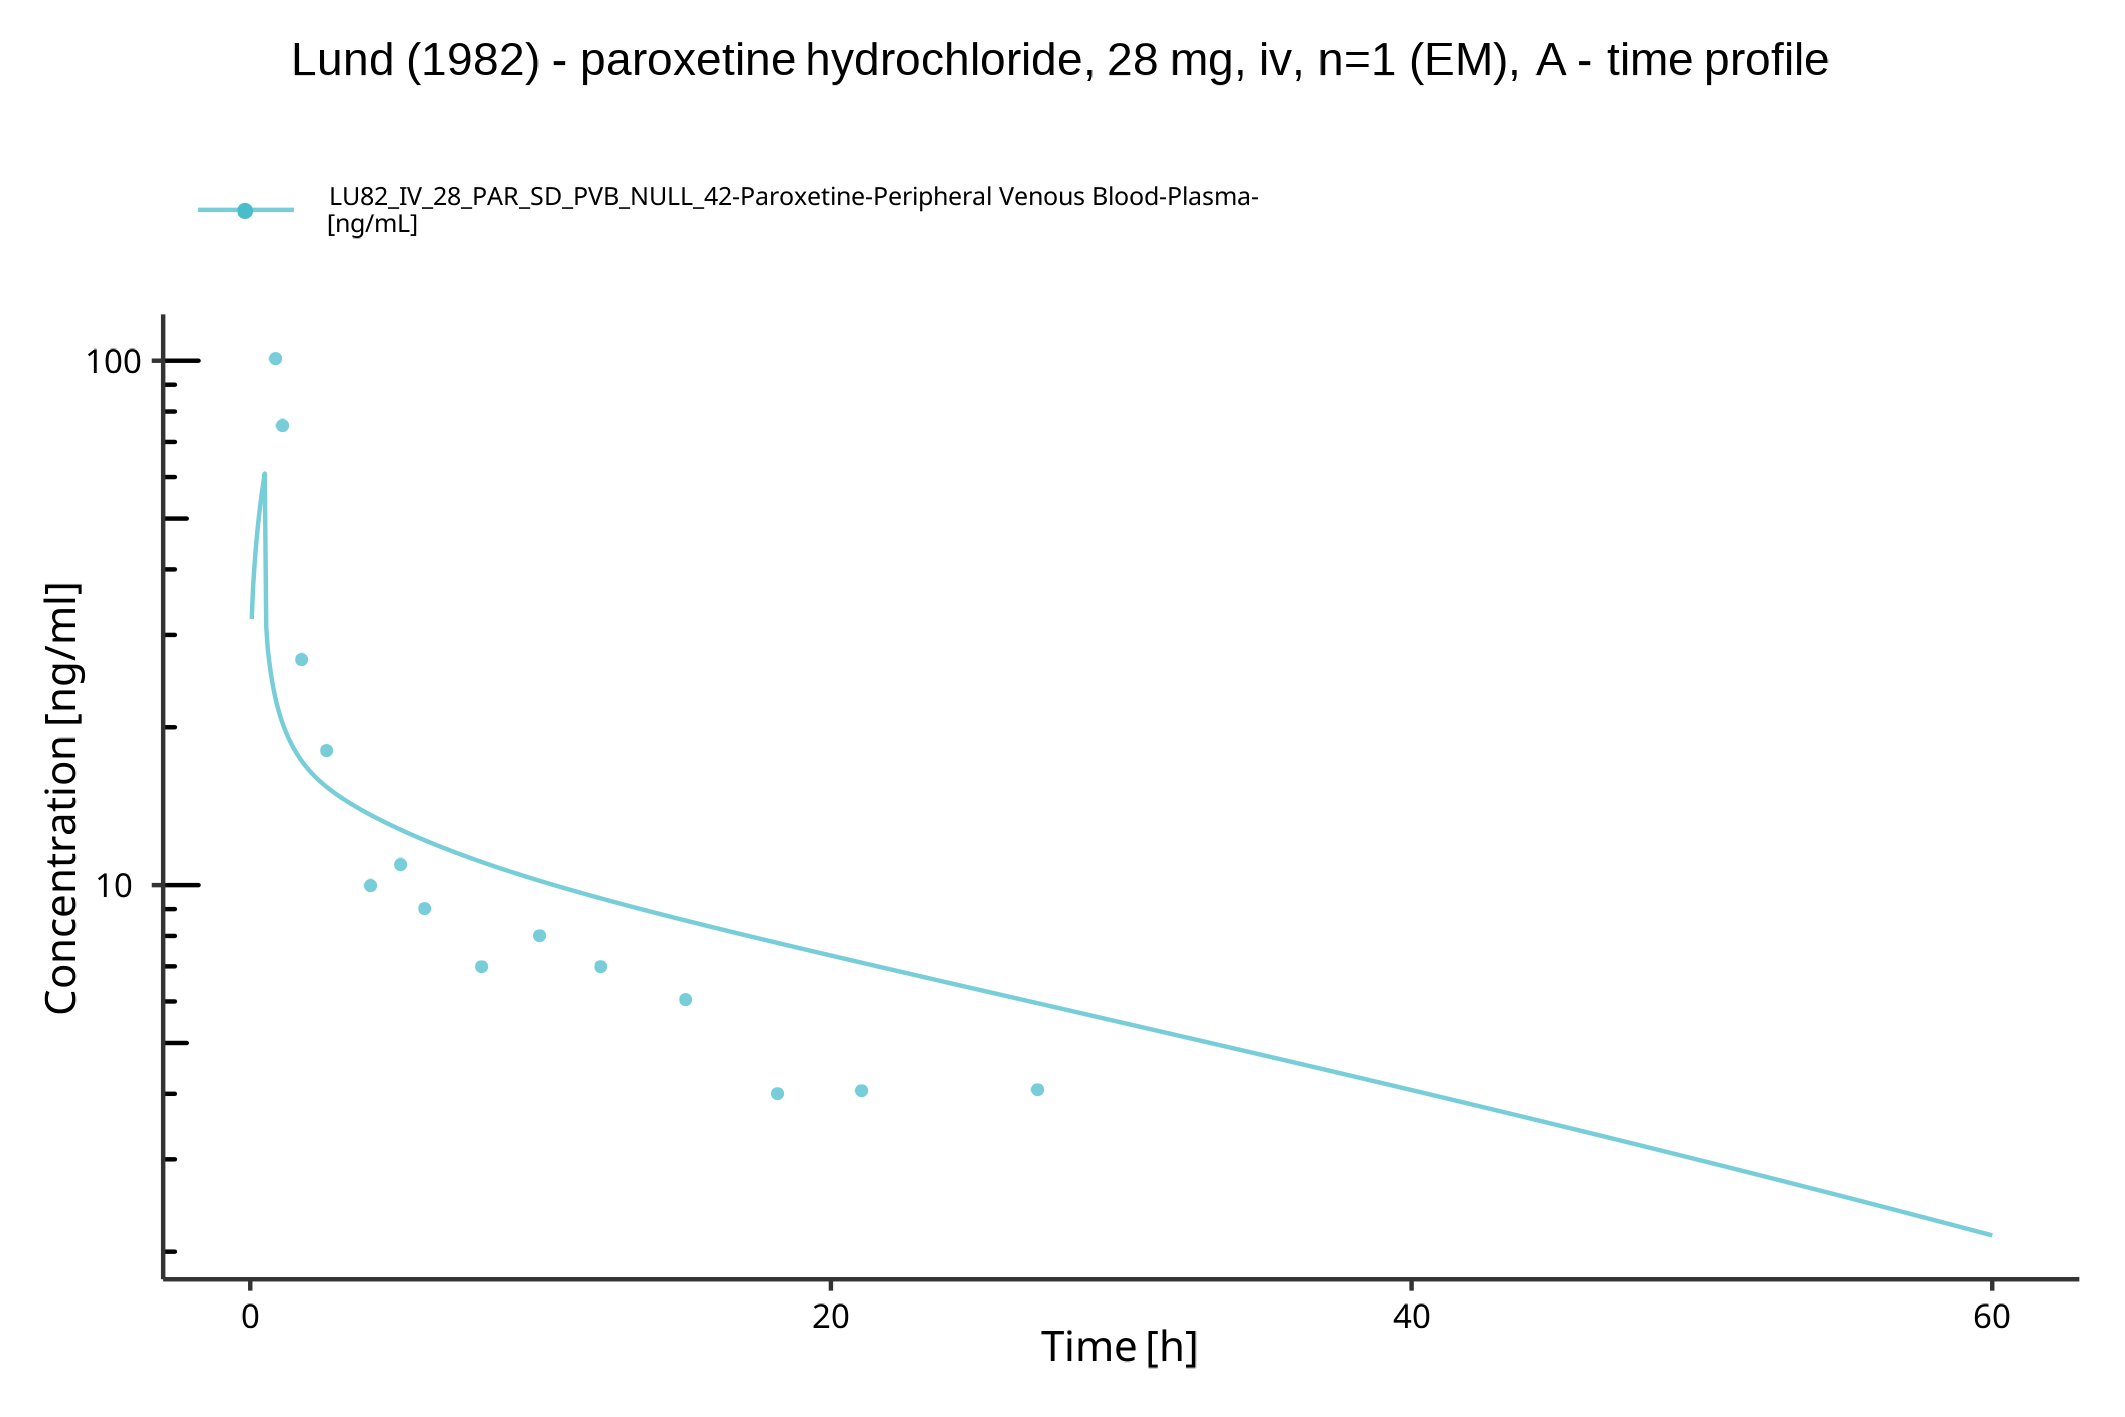 Lund (1982) - paroxetine hydrochloride, 28 mg, iv, n=1 (EM), A - time profile
LU82_IV_28_PAR_SD_PVB_NULL_42-Paroxetine-Peripheral Venous Blood-Plasma-
[ng/mL]
100
10
Concentration [ng/ml]
0
20
40
60
Time [h]